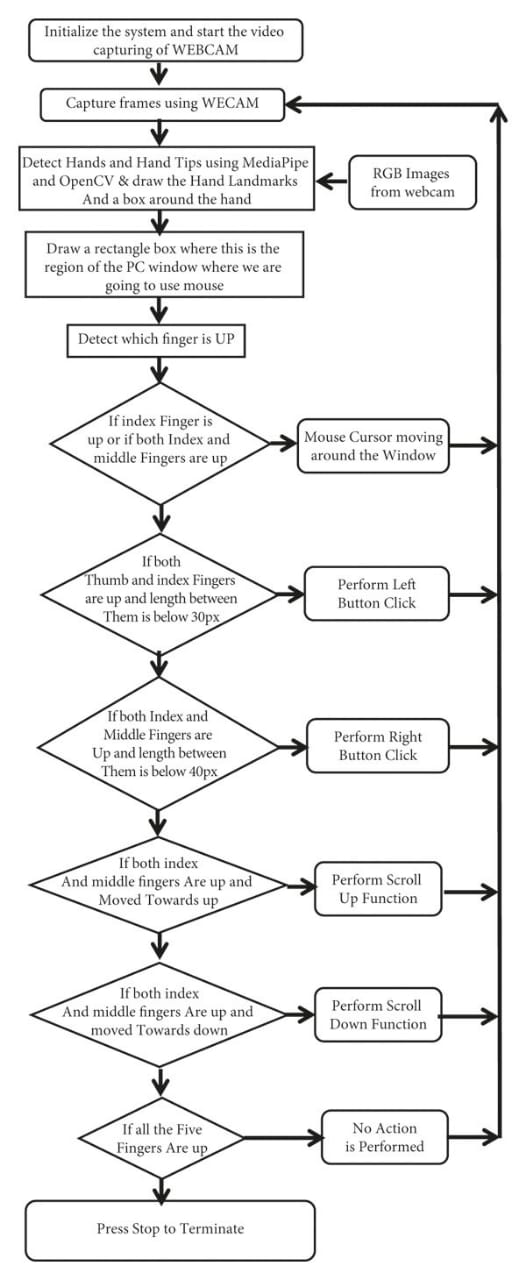 Initialize the system and start the video
capturing of WEBCAM
Capture frames using WECAM
Detect Hands and Hand Tips using MediaPipe
and OpenCV & draw the Hand Landmarks
And a box around the hand
RGB Images
from webcam
Draw a rectangle box where this is the
region of the PC window where we are
going to use mouse
Detect which finger is UP
If index Finger is
up or if both Index and
middle Fingers are up
Mouse Cursor moving
around the Window
If both
Thumb and index Fingers
are up and length between
Them is below 30px
Perform Left
Button Click
If both Index and
Middle Fingers are
Up and length between
Them is below 40px
Perform Right
Button Click
If both index
And middle fingers Are up and
Moved Towards up
Perform Scroll
Up Function
If both index
And middle fingers Are up and
moved Towards down
Perform Scroll
Down Function
If all the Five
Fingers Are up
No Action
is Performed
Press Stop to Terminate